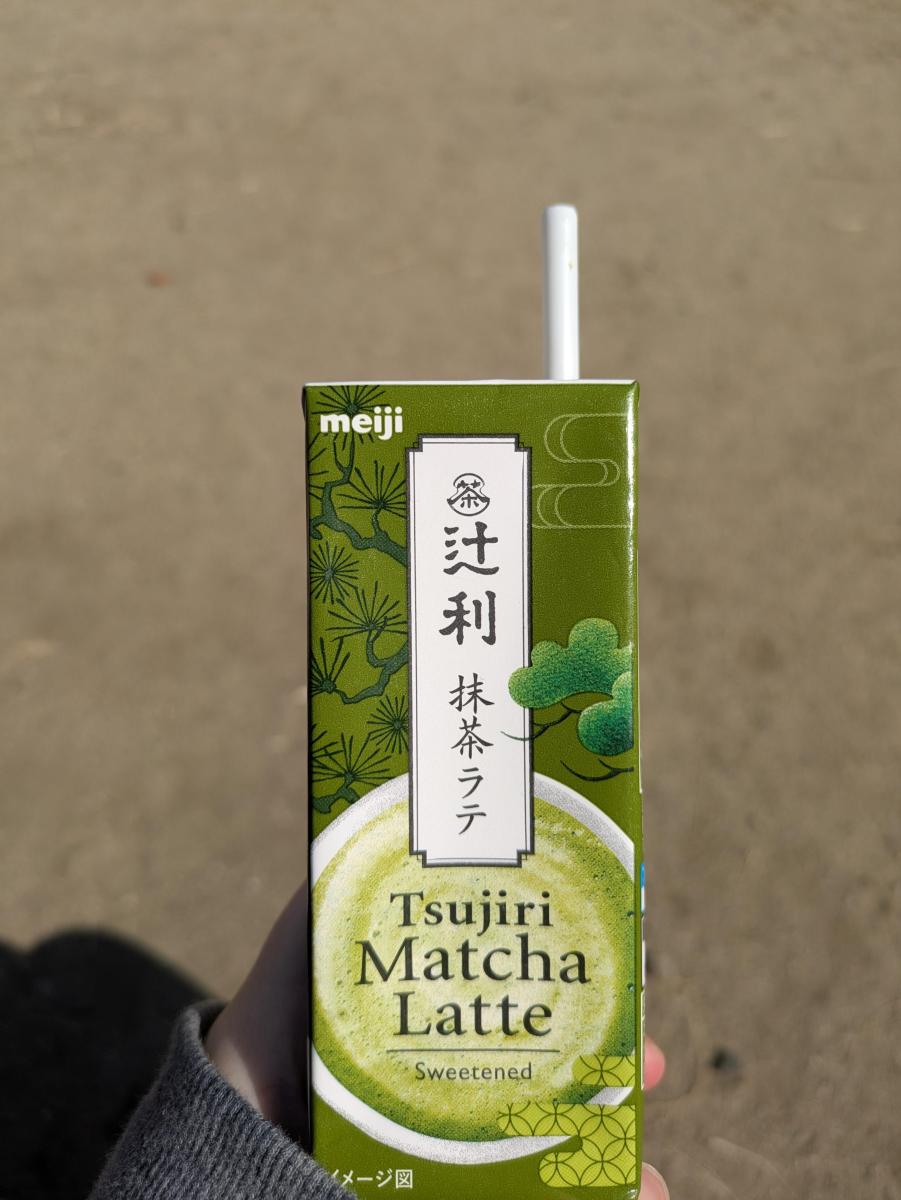 meiji
茶
辻利
抹茶ラテ
Tsujiri
Matcha
Latte
Sweetened
イメージ図